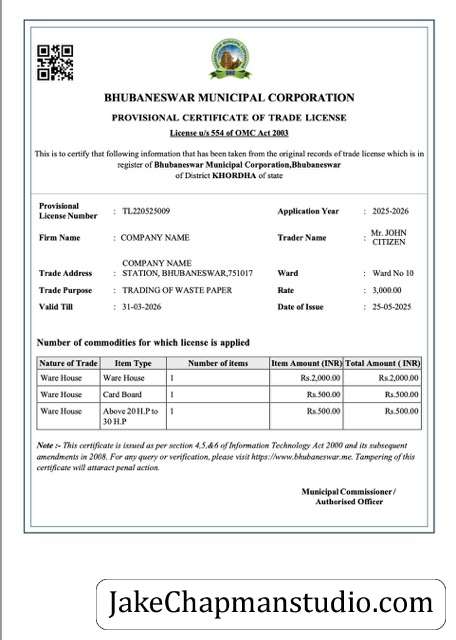 BHUBANESWAR MUNICIPAL CORPORATION
PROVISIONAL CERTIFICATE OF TRADE LICENSE
License u/s 554 of OMC Act 2003
This is to certify that following information that has been taken from the original records of trade license which is in
register of Bhubaneswar Municipal Corporation,Bhubaneswar
of District KHORDHA of state
Provisional License Number : TL220525009 Application Year : 2025-2026
Firm Name : COMPANY NAME Trader Name : Mr. JOHN CITIZEN
Trade Address : COMPANY NAME STATION, BHUBANESWAR,751017 Ward : Ward No 10
Trade Purpose : TRADING OF WASTE PAPER Rate : 3,000.00
Valid Till : 31-03-2026 Date of Issue : 25-05-2025
Number of commodities for which license is applied
Nature of Trade Item Type Number of items Item Amount (INR) Total Amount ( INR)
Ware House Ware House 1 Rs.2,000.00 Rs.2,000.00
Ware House Card Board 1 Rs.500.00 Rs.500.00
Ware House Above 20 H.P to 30 H.P 1 Rs.500.00 Rs.500.00
Note :- This certificate is issued as per section 4,5,&6 of Information Technology Act 2000 and its subsequent
amendments in 2008. For any query or verification, please visit https://www.bhubaneswar.me. Tampering of this
certificate will attaract penal action.
Municipal Commissioner /
Authorised Officer
JakeChapmanstudio.com